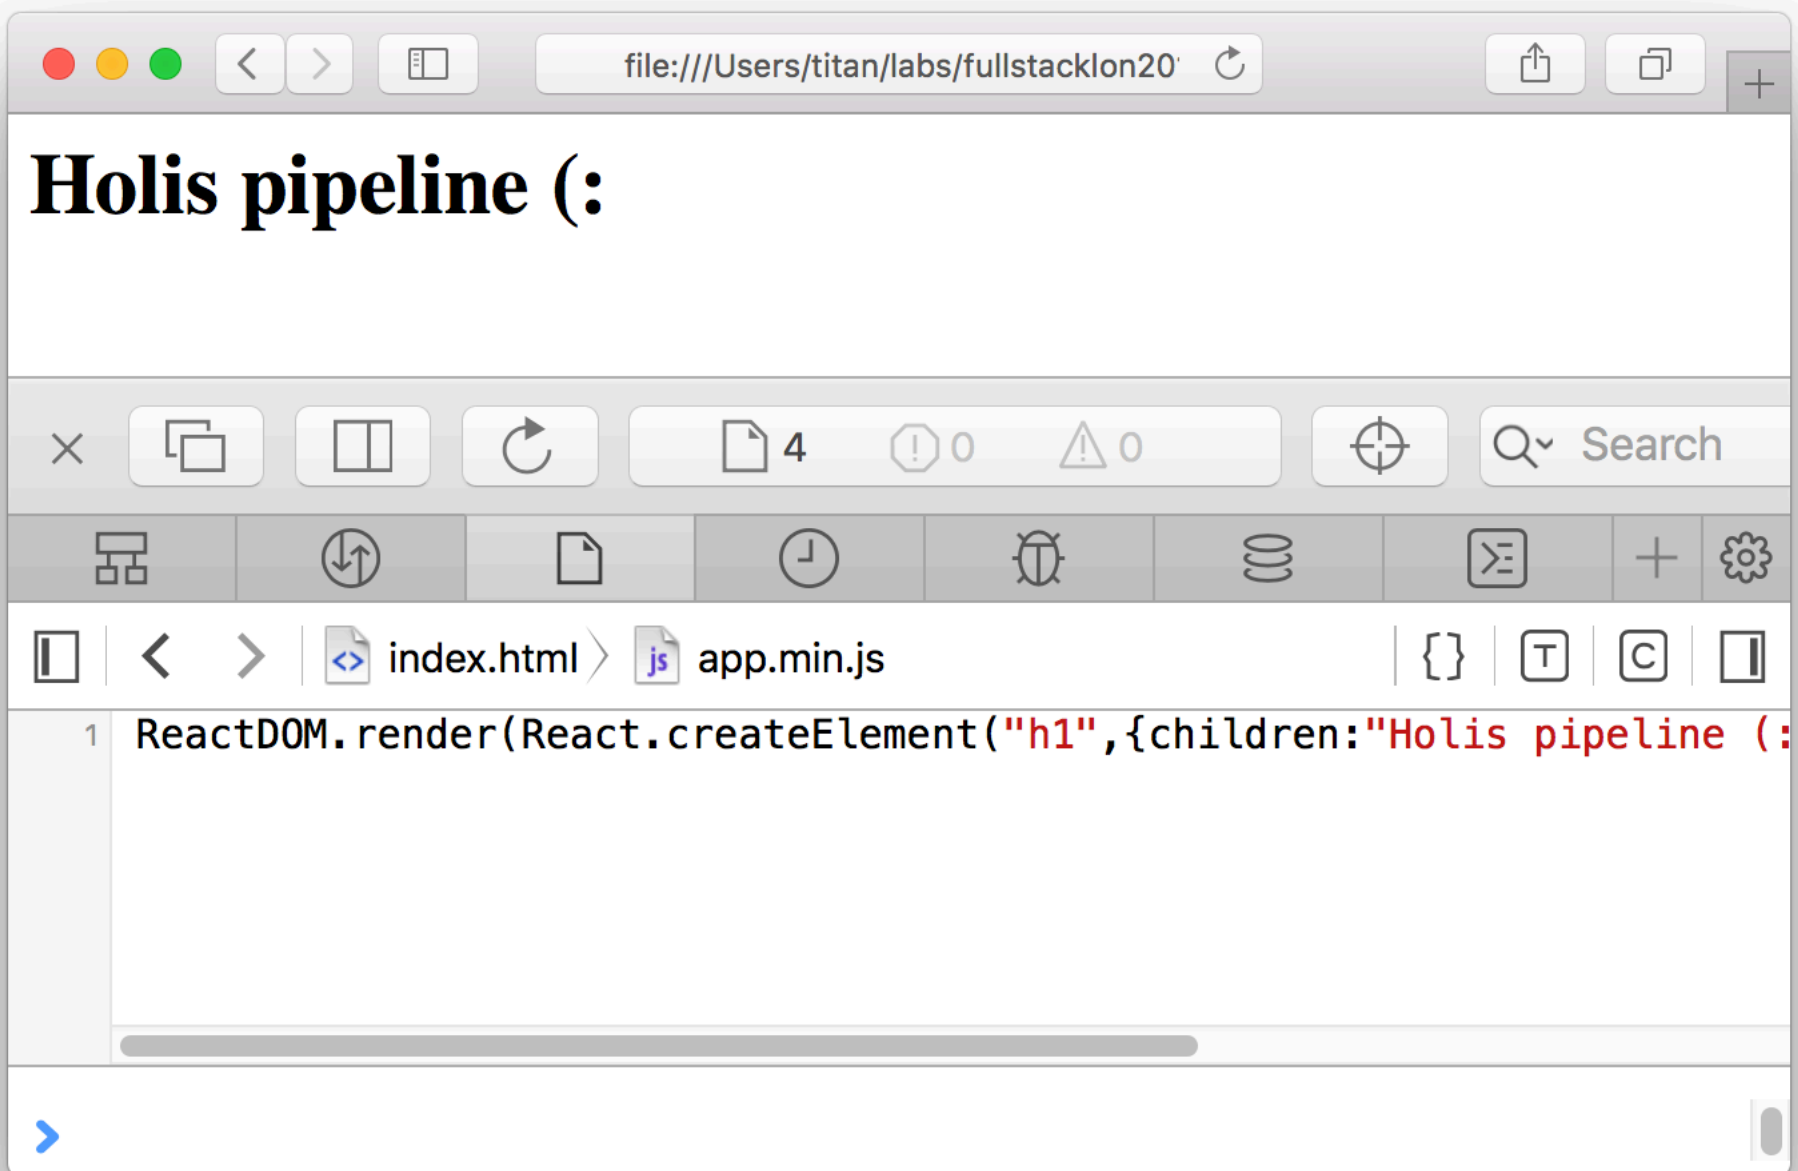 file:///Users/titan/labs/fullstacklon20
Holis pipeline (:
4 0 0 Search
index.html app.min.js T C
1 ReactDOM.render(React.createElement("h1",{children:"Holis pipeline (: